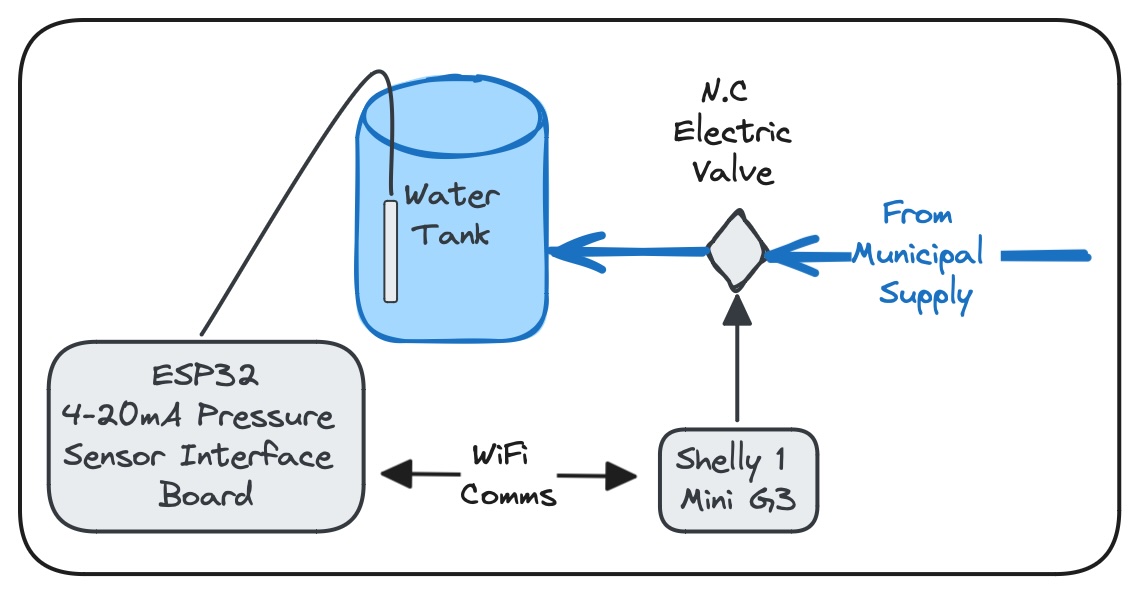 N.C
Electric
Valve
Water
Tank
From
Municipal
Supply
ESP32
4-20mA Pressure
Sensor Interface
Board
WiFi
Comms
Shelly 1
Mini G3